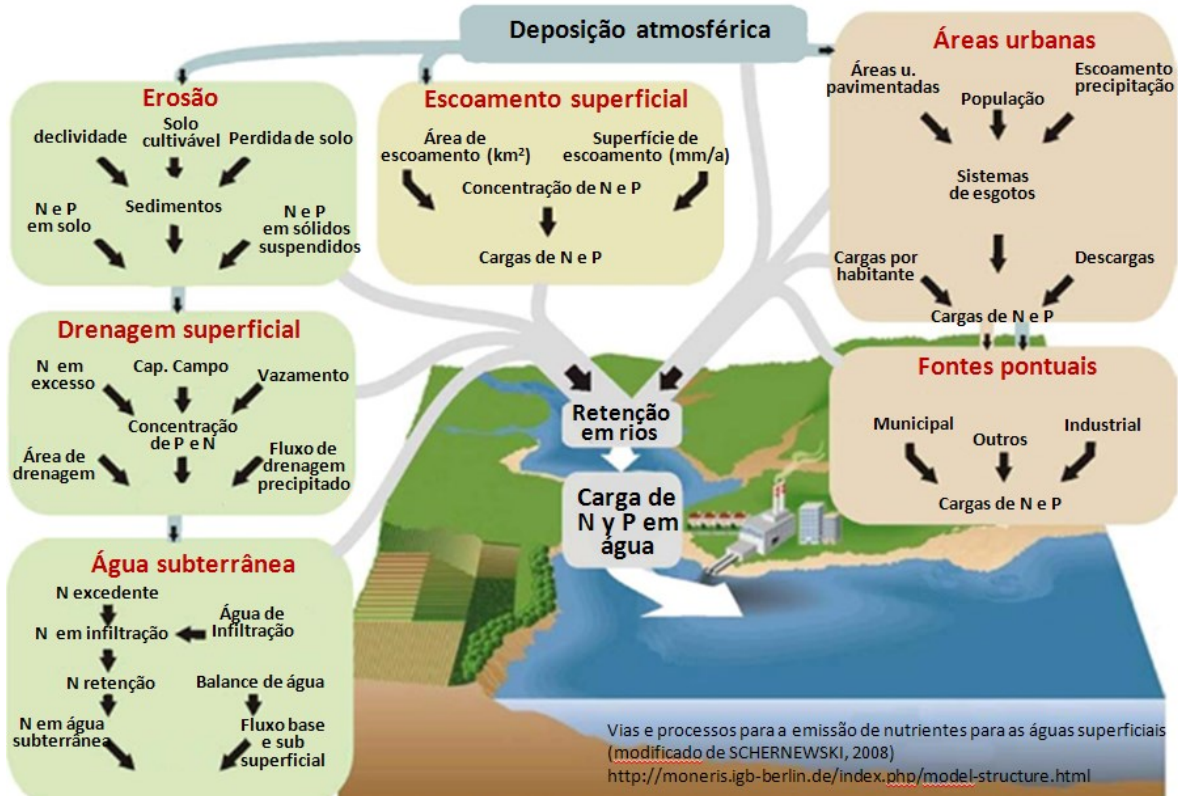 Deposição atmosférica
Erosão
declividade
Solo
cultivável
Perdida de solo
N e P
em solo
Sedimentos
N e P
em sólidos
suspendidos
Escoamento superficial
Área de
escoamento (km²)
Superfície de
escoamento (mm/a)
Concentração de N e P
Cargas de N e P
Áreas urbanas
Áreas u.
pavimentadas
População
Escoamento
precipitação
Sistemas
de esgotos
Cargas por
habitante
Descargas
Cargas de N e P
Drenagem superficial
N em
excesso
Cap. Campo
Vazamento
Concentração
de P e N
Área de
drenagem
Fluxo de
drenagem
precipitado
Fontes pontuais
Municipal
Outros
Industrial
Cargas de N e P
Retenção
em rios
Carga de
N y P em
água
Água subterrânea
N excedente
N em infiltração
Água de
Infiltração
N retenção
Balance de água
N em água
subterrânea
Fluxo base
e sub
superficial
Vias e processos para a emissão de nutrientes para as águas superficiais
(modificado de SCHERNEWSKI, 2008)
http://moneris.igb-berlin.de/index.php/model-structure.html